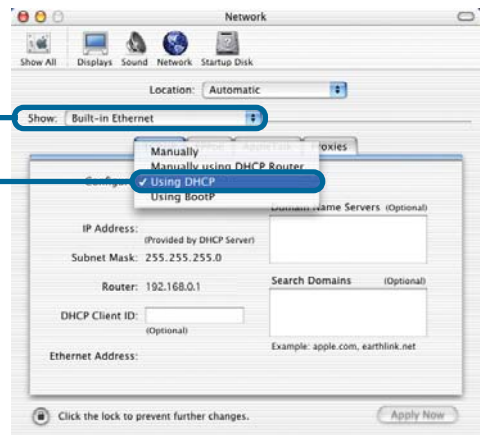 Network
Show All Displays Sound Network Startup Disk
Location: Automatic
Show: Built-in Ethernet
Proxies
Manually
Manually using DHCP Router
✓ Using DHCP
Using BootP
Domain Name Servers (Optional)
IP Address:
(Provided by DHCP Server)
Subnet Mask: 255.255.255.0
Router: 192.168.0.1
Search Domains (Optional)
DHCP Client ID:
(Optional)
Example: apple.com, earthlink.net
Ethernet Address:
Click the lock to prevent further changes.
Apply Now